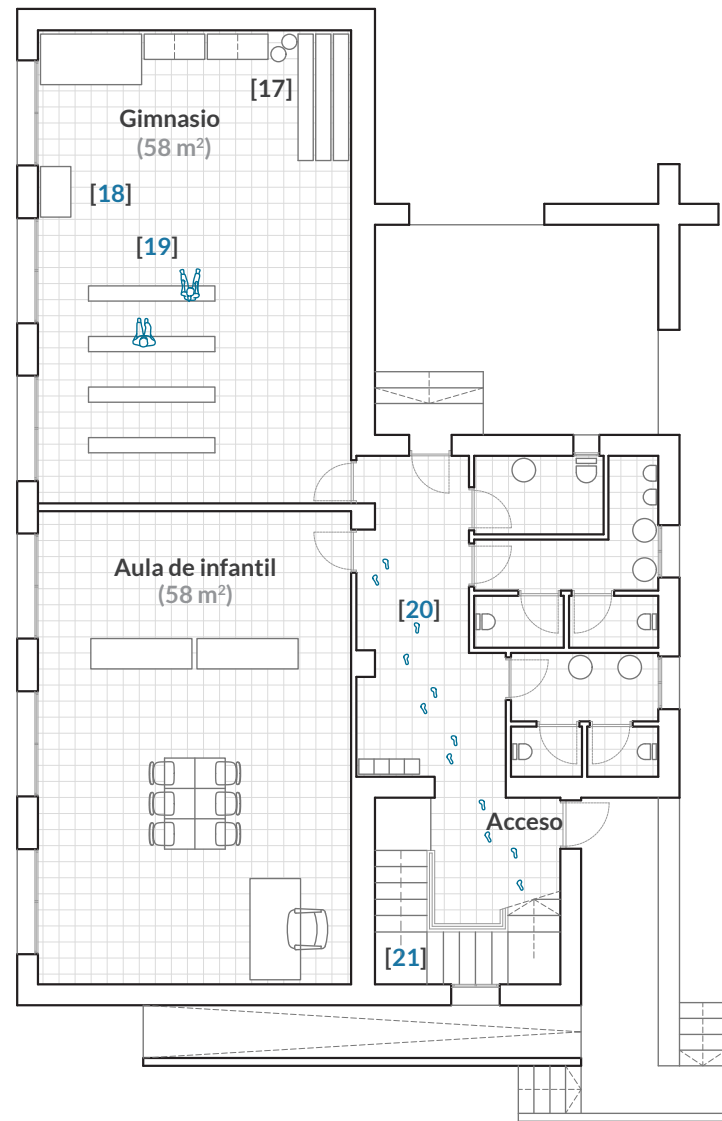 [17]
Gimnasio
(58 m²)
[18]
[19]
Aula de infantil
(58 m²)
[20]
Acceso
[21]